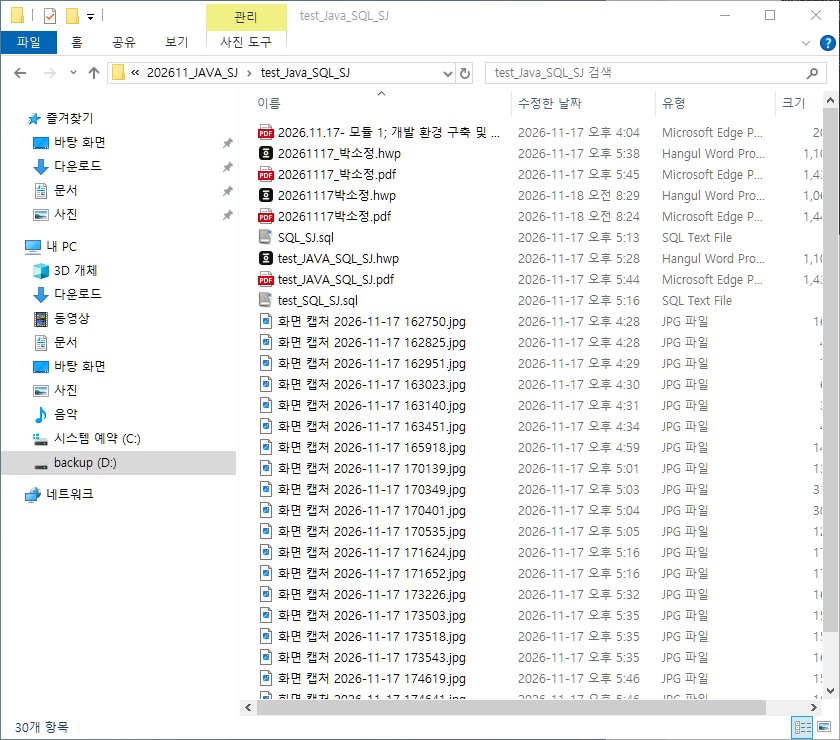 관리 test_Java_SQL_SJ
파일 홈 공유 보기 사진 도구
« 202611_JAVA_SJ > test_Java_SQL_SJ test_Java_SQL_SJ 검색
즐겨찾기
바탕 화면
다운로드
문서
사진
내 PC
3D 개체
다운로드
동영상
문서
바탕 화면
사진
음악
시스템 예약 (C:)
backup (D:)
네트워크
이름 수정한 날짜 유형 크기
PDF 2026.11.17- 모듈 1; 개발 환경 구축 및 ... 2026-11-17 오후 4:04 Microsoft Edge P...
20261117_박소정.hwp 2026-11-17 오후 5:38 Hangul Word Pro...
PDF 20261117_박소정.pdf 2026-11-17 오후 5:45 Microsoft Edge P...
20261117박소정.hwp 2026-11-18 오전 8:29 Hangul Word Pro...
PDF 20261117박소정.pdf 2026-11-18 오전 8:24 Microsoft Edge P...
SQL_SJ.sql 2026-11-17 오후 5:13 SQL Text File
test_JAVA_SQL_SJ.hwp 2026-11-17 오후 5:28 Hangul Word Pro...
PDF test_JAVA_SQL_SJ.pdf 2026-11-17 오후 5:44 Microsoft Edge P...
test_SQL_SJ.sql 2026-11-17 오후 5:16 SQL Text File
화면 캡처 2026-11-17 162750.jpg 2026-11-17 오후 4:28 JPG 파일
화면 캡처 2026-11-17 162825.jpg 2026-11-17 오후 4:28 JPG 파일
화면 캡처 2026-11-17 162951.jpg 2026-11-17 오후 4:29 JPG 파일
화면 캡처 2026-11-17 163023.jpg 2026-11-17 오후 4:30 JPG 파일
화면 캡처 2026-11-17 163140.jpg 2026-11-17 오후 4:31 JPG 파일
화면 캡처 2026-11-17 163451.jpg 2026-11-17 오후 4:34 JPG 파일
화면 캡처 2026-11-17 165918.jpg 2026-11-17 오후 4:59 JPG 파일
화면 캡처 2026-11-17 170139.jpg 2026-11-17 오후 5:01 JPG 파일
화면 캡처 2026-11-17 170349.jpg 2026-11-17 오후 5:03 JPG 파일
화면 캡처 2026-11-17 170401.jpg 2026-11-17 오후 5:04 JPG 파일
화면 캡처 2026-11-17 170535.jpg 2026-11-17 오후 5:05 JPG 파일
화면 캡처 2026-11-17 171624.jpg 2026-11-17 오후 5:16 JPG 파일
화면 캡처 2026-11-17 171652.jpg 2026-11-17 오후 5:16 JPG 파일
화면 캡처 2026-11-17 173226.jpg 2026-11-17 오후 5:32 JPG 파일
화면 캡처 2026-11-17 173503.jpg 2026-11-17 오후 5:35 JPG 파일
화면 캡처 2026-11-17 173518.jpg 2026-11-17 오후 5:35 JPG 파일
화면 캡처 2026-11-17 173543.jpg 2026-11-17 오후 5:35 JPG 파일
화면 캡처 2026-11-17 174619.jpg 2026-11-17 오후 5:46 JPG 파일
30개 항목